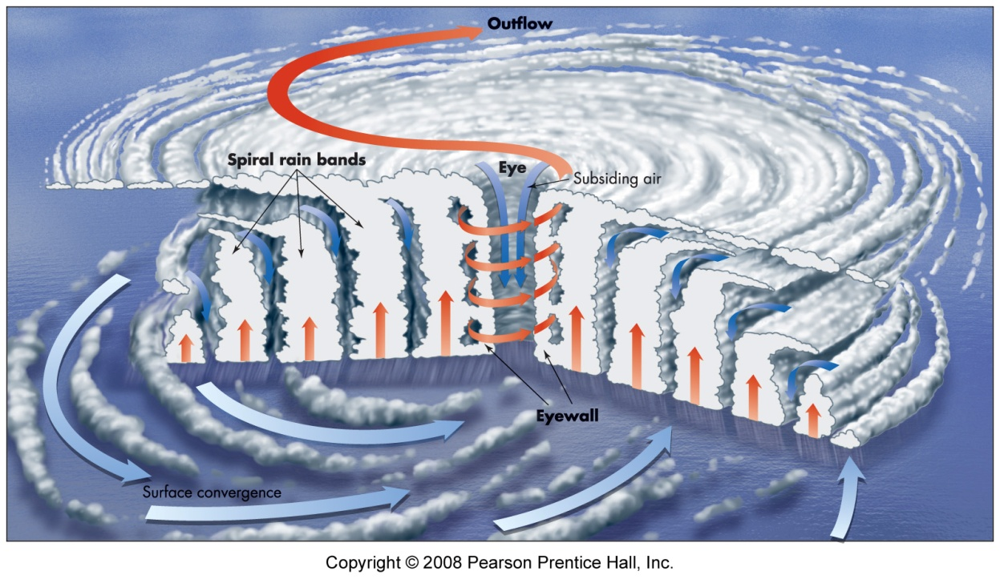 Outflow
Spiral rain bands
Eye
Subsiding air
Eyewall
Surface convergence
Copyright © 2008 Pearson Prentice Hall, Inc.